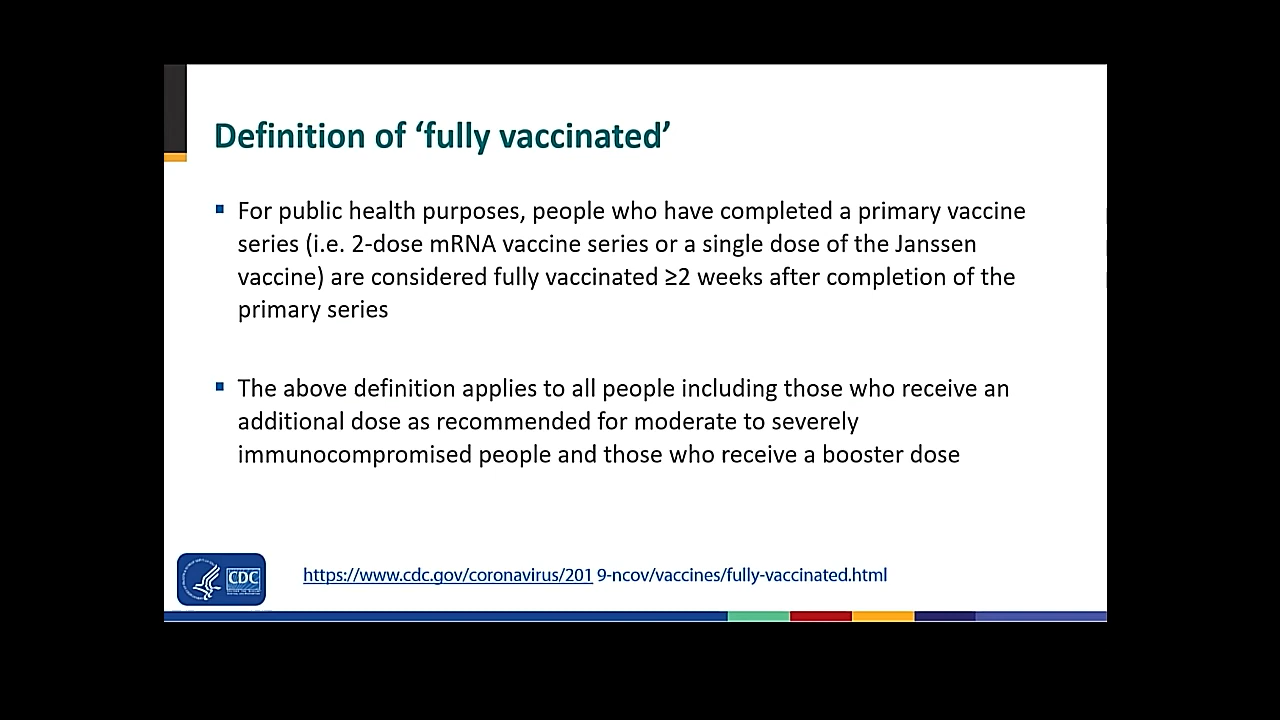 Definition of ‘fully vaccinated’
▪ For public health purposes, people who have completed a primary vaccine
series (i.e. 2-dose mRNA vaccine series or a single dose of the Janssen
vaccine) are considered fully vaccinated ≥2 weeks after completion of the
primary series
▪ The above definition applies to all people including those who receive an
additional dose as recommended for moderate to severely
immunocompromised people and those who receive a booster dose
CDC
https://www.cdc.gov/coronavirus/201 9-ncov/vaccines/fully-vaccinated.html